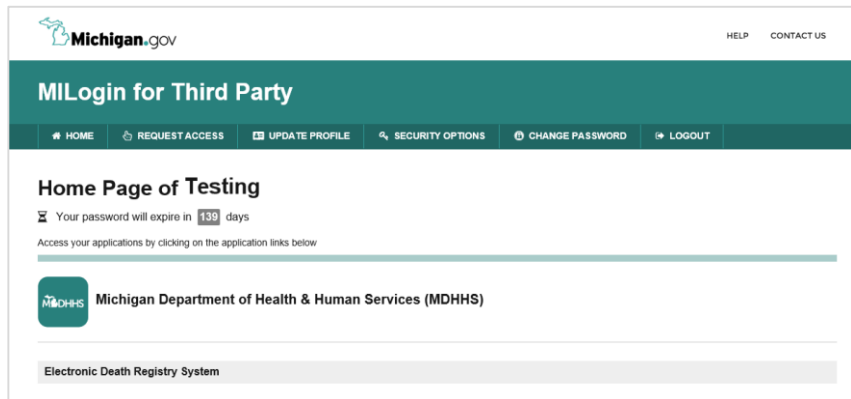 Michigan.gov
HELP CONTACT US
MILogin for Third Party
HOME REQUEST ACCESS UPDATE PROFILE SECURITY OPTIONS CHANGE PASSWORD LOGOUT
Home Page of Testing
Your password will expire in 139 days
Access your applications by clicking on the application links below
MDHHS Michigan Department of Health & Human Services (MDHHS)
Electronic Death Registry System